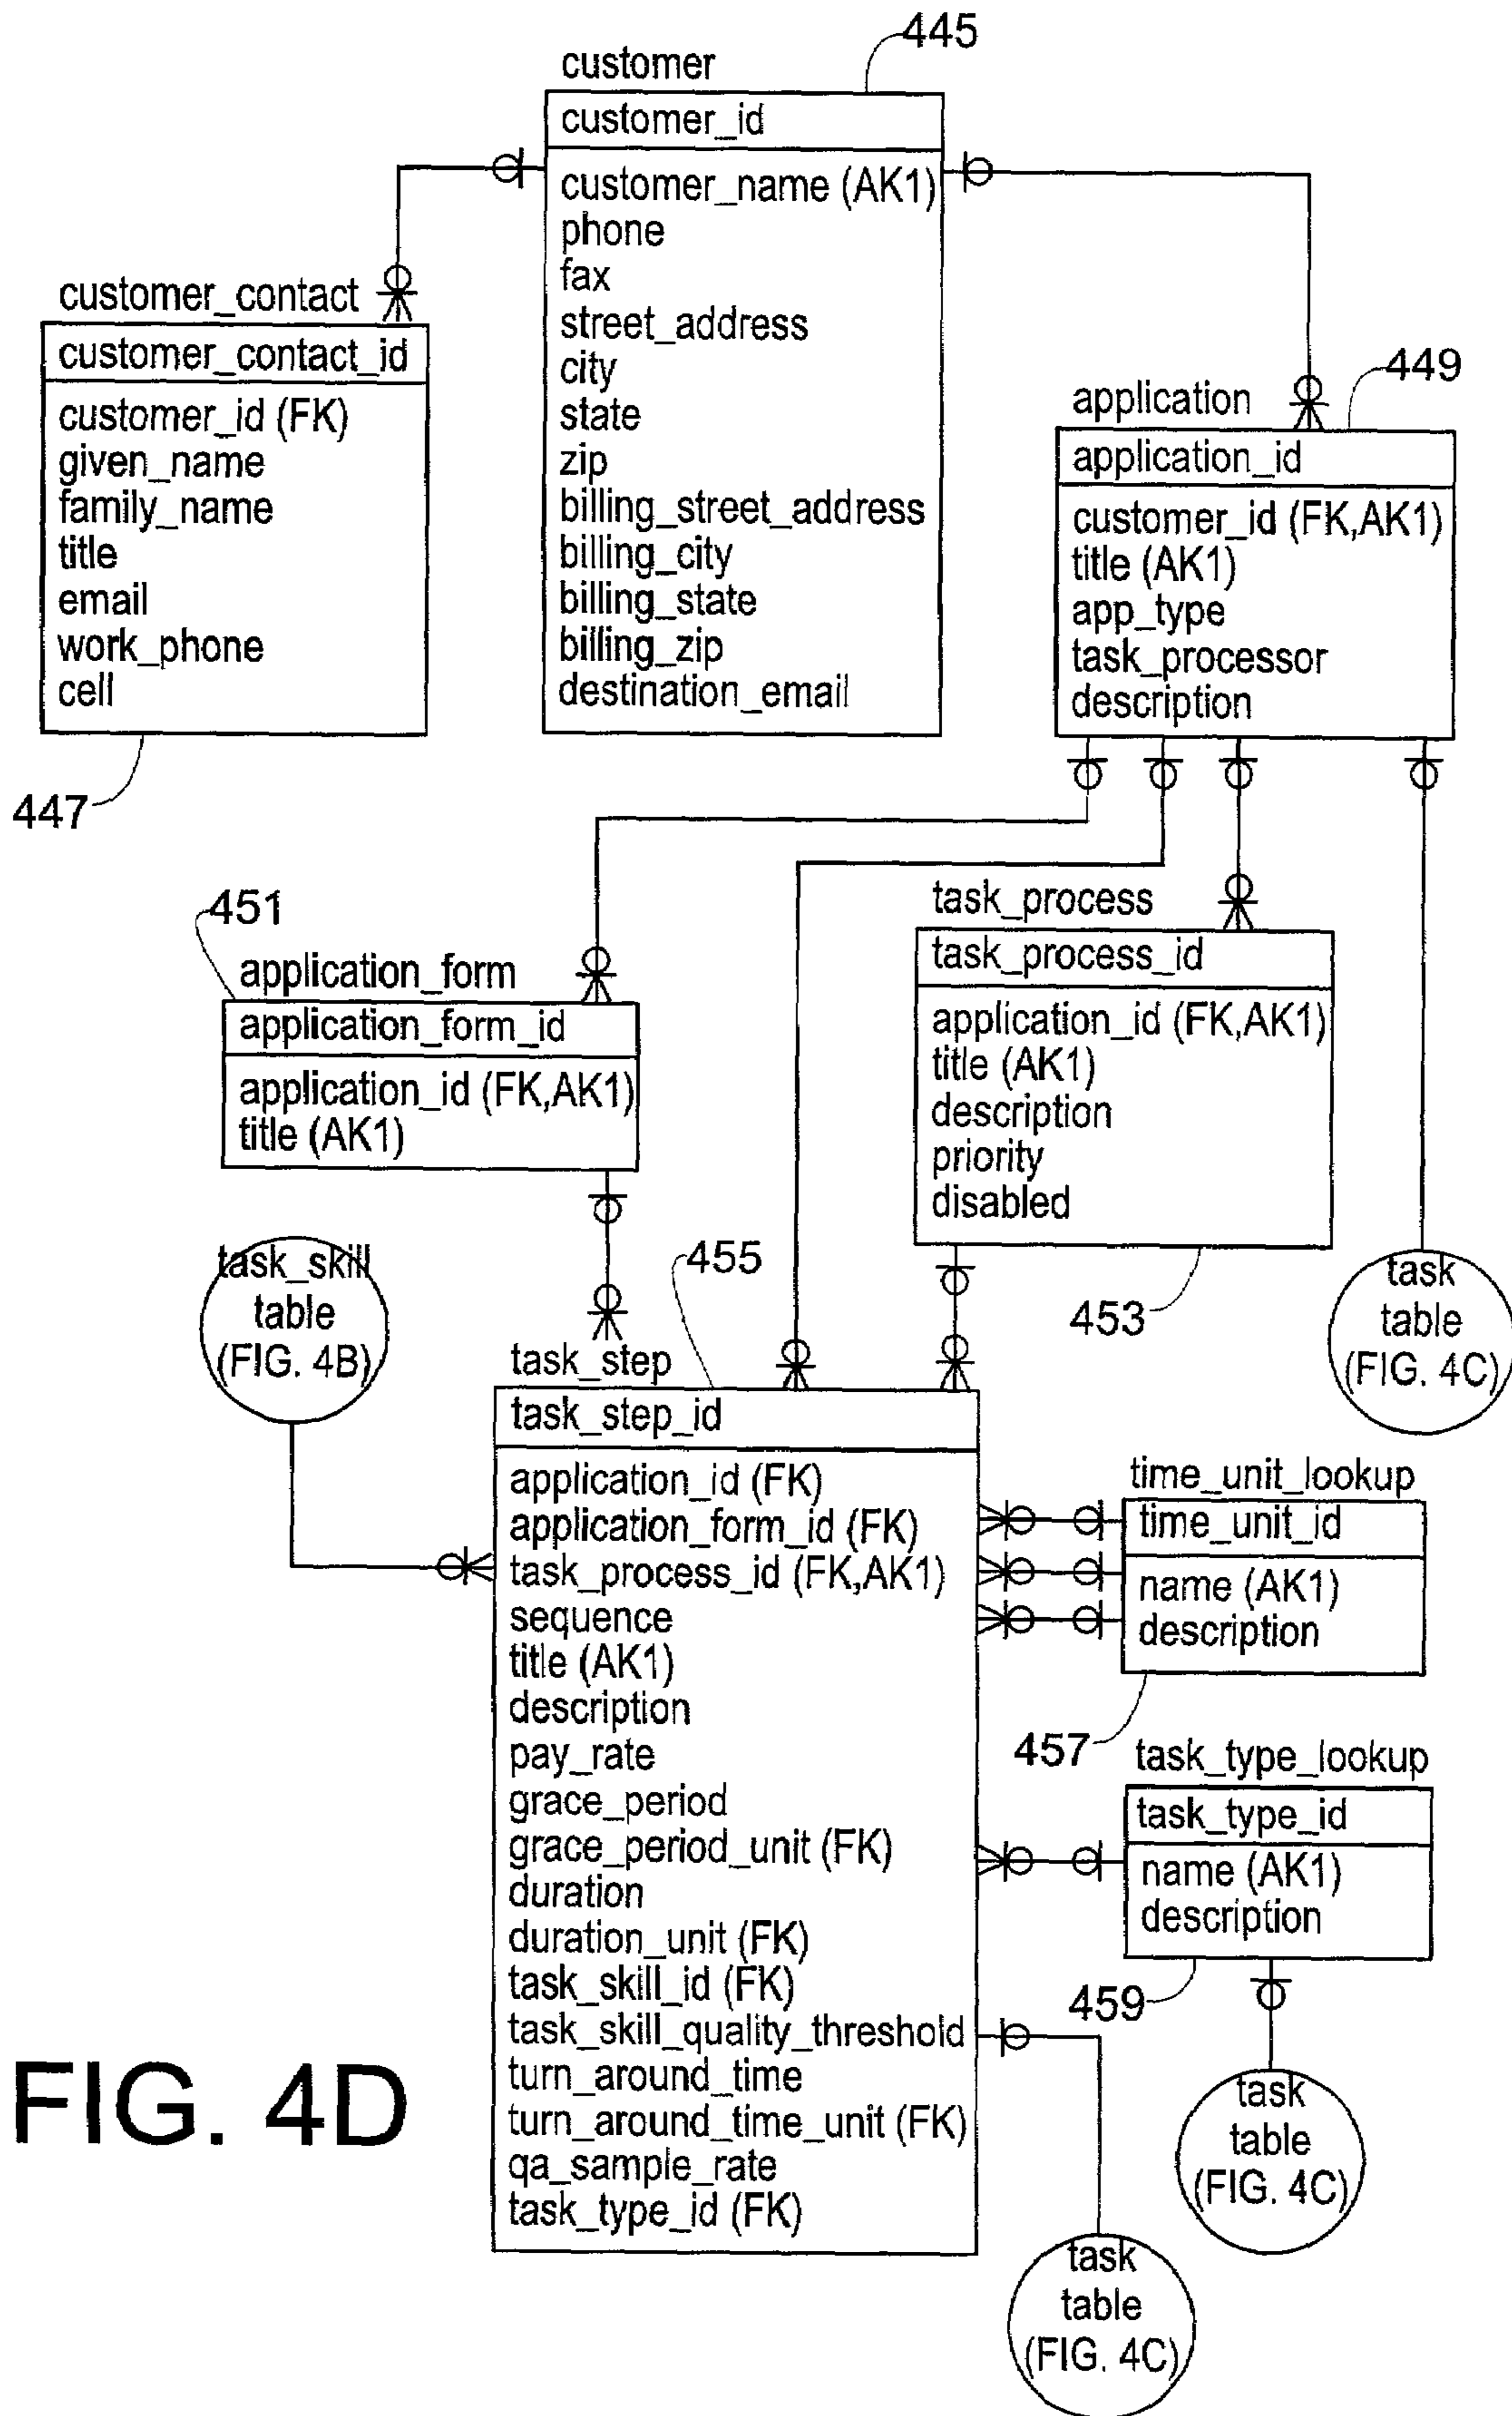 445
customer
customer_id
customer_name (AK1)
phone
fax
street_address
city
state
zip
billing_street_address
billing_city
billing_state
billing_zip
destination_email
customer_contact
customer_contact_id
customer_id (FK)
given_name
family_name
title
email
work_phone
cell
447
449
application
application_id
customer_id (FK,AK1)
title (AK1)
app_type
task_processor
description
451
application_form
application_form_id
application_id (FK,AK1)
title (AK1)
task_process
task_process_id
application_id (FK,AK1)
title (AK1)
description
priority
disabled
453
task
table
(FIG. 4C)
task_skill
table
(FIG. 4B)
455
task_step
task_step_id
application_id (FK)
application_form_id (FK)
task_process_id (FK,AK1)
sequence
title (AK1)
description
pay_rate
grace_period
grace_period_unit (FK)
duration
duration_unit (FK)
task_skill_id (FK)
task_skill_quality_threshold
turn_around_time
turn_around_time_unit (FK)
qa_sample_rate
task_type_id (FK)
time_unit_lookup
time_unit_id
name (AK1)
description
457
task_type_lookup
task_type_id
name (AK1)
description
459
task
table
(FIG. 4C)
task
table
(FIG. 4C)
FIG. 4D